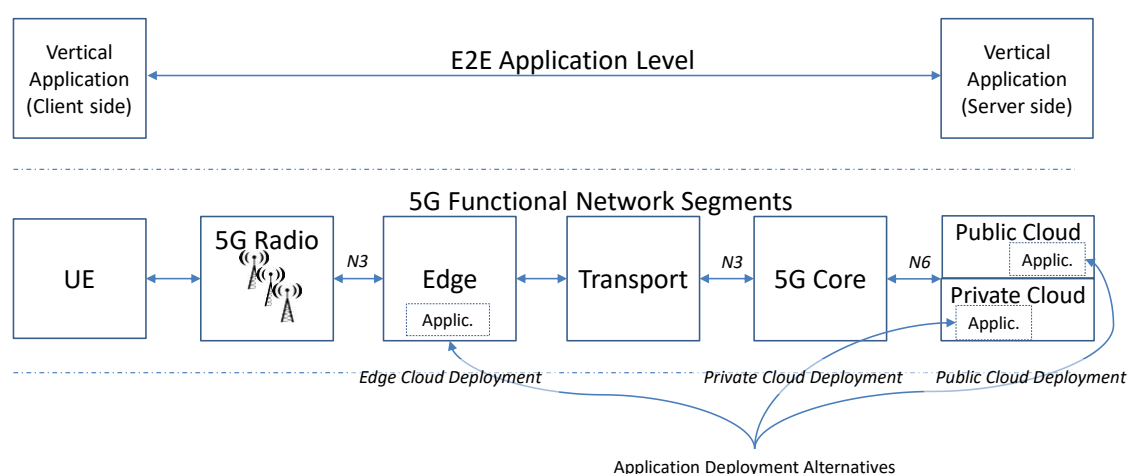 Vertical
Application
(Client side)
E2E Application Level
Vertical
Application
(Server side)
5G Functional Network Segments
UE
5G Radio
N3
Edge
Applic.
Transport
N3
5G Core
N6
Public Cloud
Applic.
Private Cloud
Applic.
Edge Cloud Deployment
Private Cloud Deployment
Public Cloud Deployment
Application Deployment Alternatives